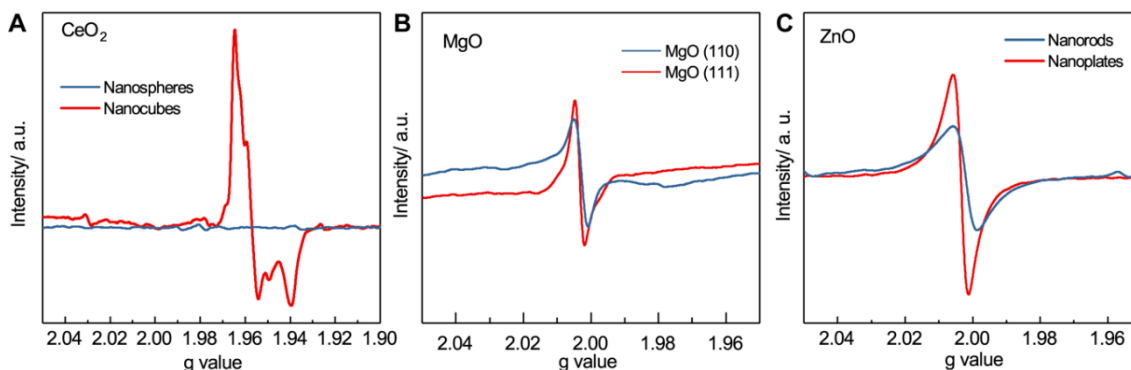 A
CeO2
Nanospheres
Nanocubes
Intensity/ a.u.
2.04 2.02 2.00 1.98 1.96 1.94 1.92 1.90
g value
B
MgO
MgO (110)
MgO (111)
Intensity/ a.u.
2.04 2.02 2.00 1.98 1.96
g value
C
ZnO
Nanorods
Nanoplates
Intensity/ a.u.
2.04 2.02 2.00 1.98 1.96
g value